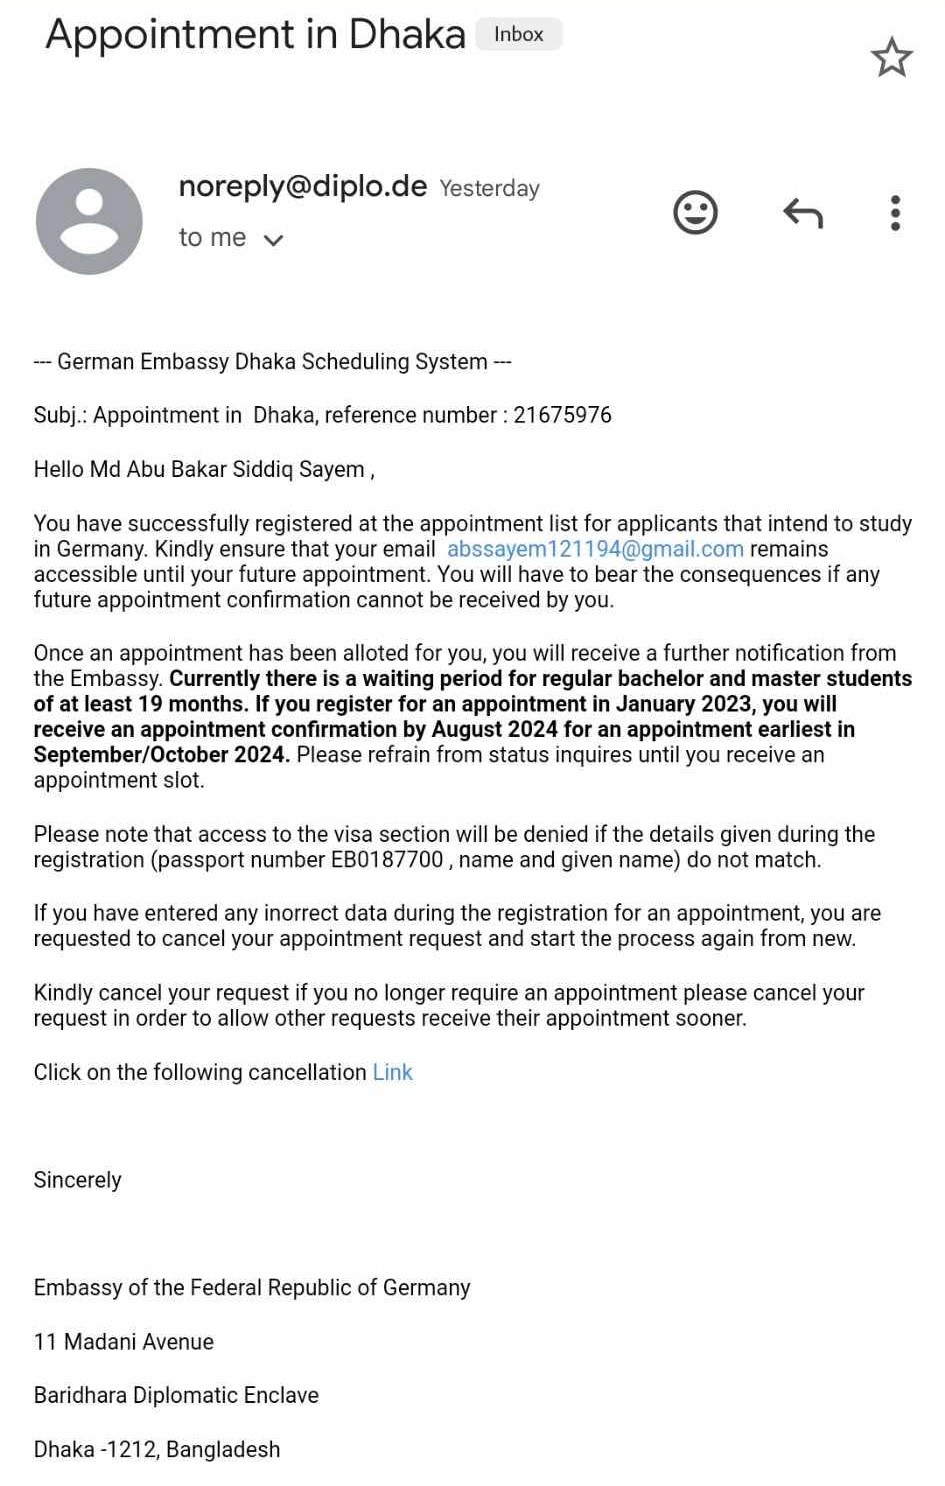 Appointment in Dhaka Inbox
noreply@diplo.de Yesterday
to me
--- German Embassy Dhaka Scheduling System ---
Subj.: Appointment in  Dhaka, reference number : 21675976
Hello Md Abu Bakar Siddiq Sayem ,
You have successfully registered at the appointment list for applicants that intend to study
in Germany. Kindly ensure that your email  abssayem121194@gmail.com remains
accessible until your future appointment. You will have to bear the consequences if any
future appointment confirmation cannot be received by you.
Once an appointment has been alloted for you, you will receive a further notification from
the Embassy. Currently there is a waiting period for regular bachelor and master students
of at least 19 months. If you register for an appointment in January 2023, you will
receive an appointment confirmation by August 2024 for an appointment earliest in
September/October 2024. Please refrain from status inquires until you receive an
appointment slot.
Please note that access to the visa section will be denied if the details given during the
registration (passport number EB0187700 , name and given name) do not match.
If you have entered any inorrect data during the registration for an appointment, you are
requested to cancel your appointment request and start the process again from new.
Kindly cancel your request if you no longer require an appointment please cancel your
request in order to allow other requests receive their appointment sooner.
Click on the following cancellation Link
Sincerely
Embassy of the Federal Republic of Germany
11 Madani Avenue
Baridhara Diplomatic Enclave
Dhaka -1212, Bangladesh